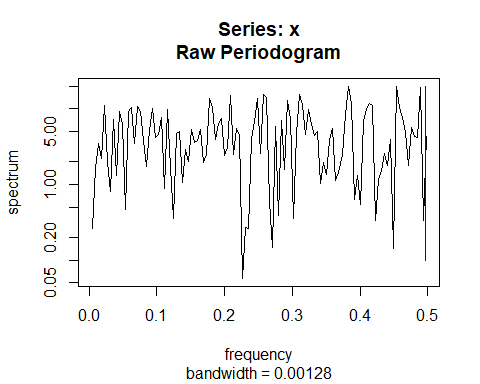 Series: x
Raw Periodogram
spectrum
5.00
1.00
0.20
0.05
0.0 0.1 0.2 0.3 0.4 0.5
frequency
bandwidth = 0.00128